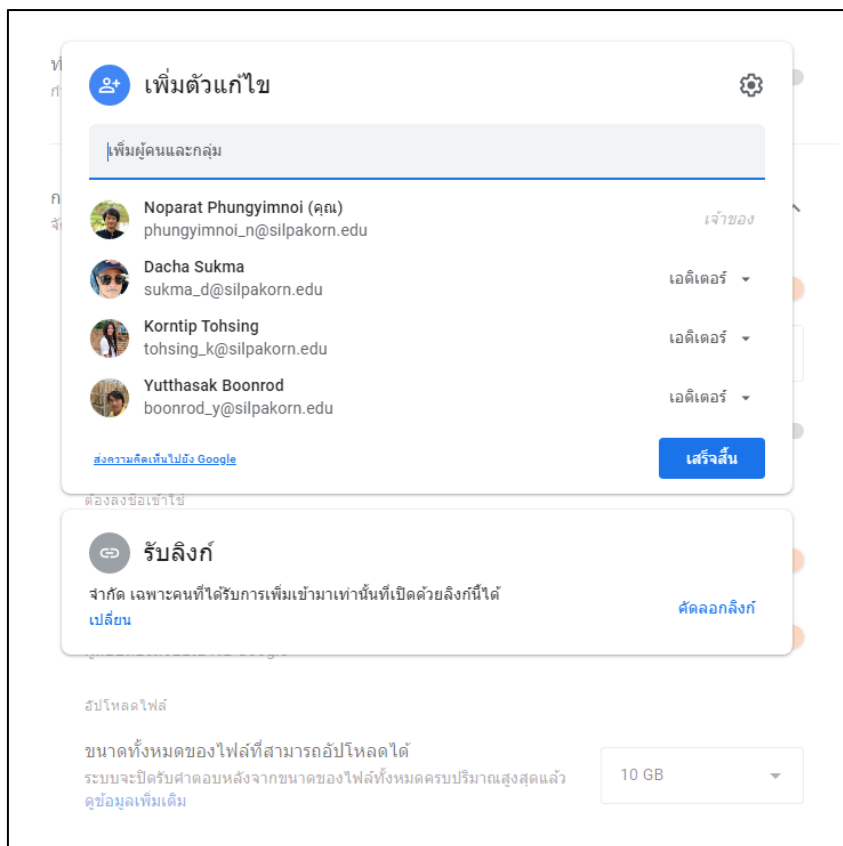 เพิ่มตัวแก้ไข
เพิ่มผู้คนและกลุ่ม
Noparat Phungyimnoi (คุณ)
phungyimnoi_n@silpakorn.edu
เจ้าของ
Dacha Sukma
sukma_d@silpakorn.edu
เอดิเตอร์
Korntip Tohsing
tohsing_k@silpakorn.edu
เอดิเตอร์
Yutthasak Boonrod
boonrod_y@silpakorn.edu
เอดิเตอร์
ส่งความคิดเห็นไปยัง Google
เสร็จสิ้น
ต้องลงชื่อเข้าใช้
รับลิงก์
จำกัด เฉพาะคนที่ได้รับการเพิ่มเข้ามาเท่านั้นที่เปิดด้วยลิงก์นี้ได้
เปลี่ยน
คัดลอกลิงก์
อัปโหลดไฟล์
ขนาดทั้งหมดของไฟล์ที่สามารถอัปโหลดได้
ระบบจะปิดรับคำตอบหลังจากขนาดของไฟล์ทั้งหมดครบปริมาณสูงสุดแล้ว
ดูข้อมูลเพิ่มเติม
10 GB